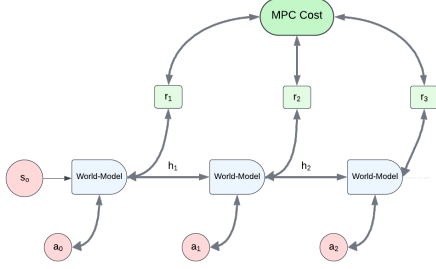 MPC Cost
r₁
r₂
r₃
h₁
h₂
s₀
World-Model
World-Model
World-Model
a₀
a₁
a₂